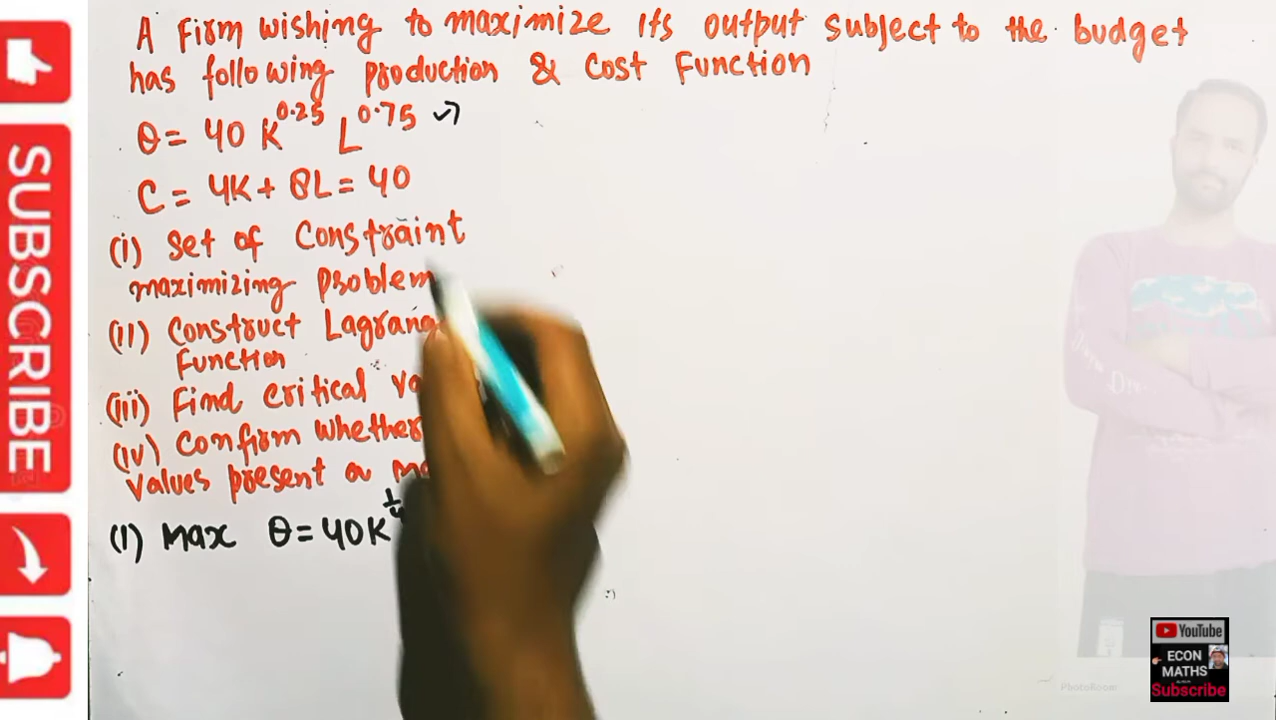 A Firm wishing to maximize its output subject to the budget
has following production & Cost Function
Q = 40 K^0.25 L^0.75
C = 4K + 8L = 40
(i) Set of Constraint
maximizing Problem
(ii) Construct
Function
(iii) Find critical
(iv) Confirm whether
values present a
(1) Max Q = 40K
SUBSCRIBE
YouTube
ECON
MATHS
Subscribe
PhotoRoom